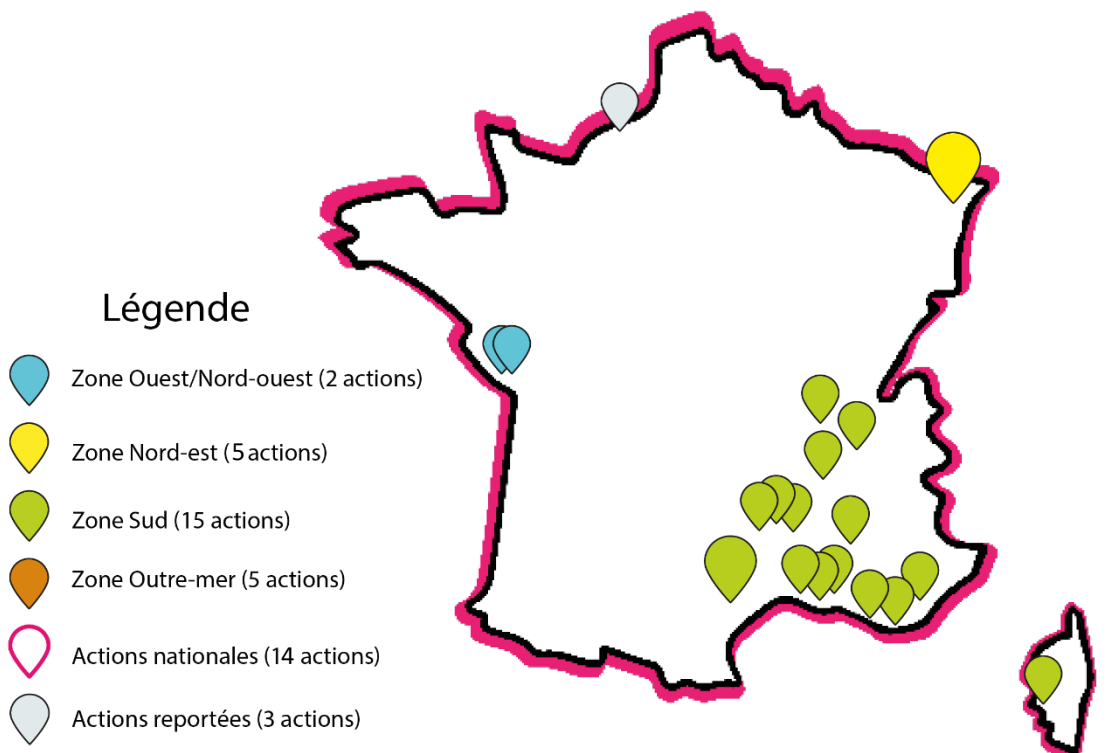 Légende
Zone Ouest/Nord-ouest (2 actions)
Zone Nord-est (5 actions)
Zone Sud (15 actions)
Zone Outre-mer (5 actions)
Actions nationales (14 actions)
Actions reportées (3 actions)